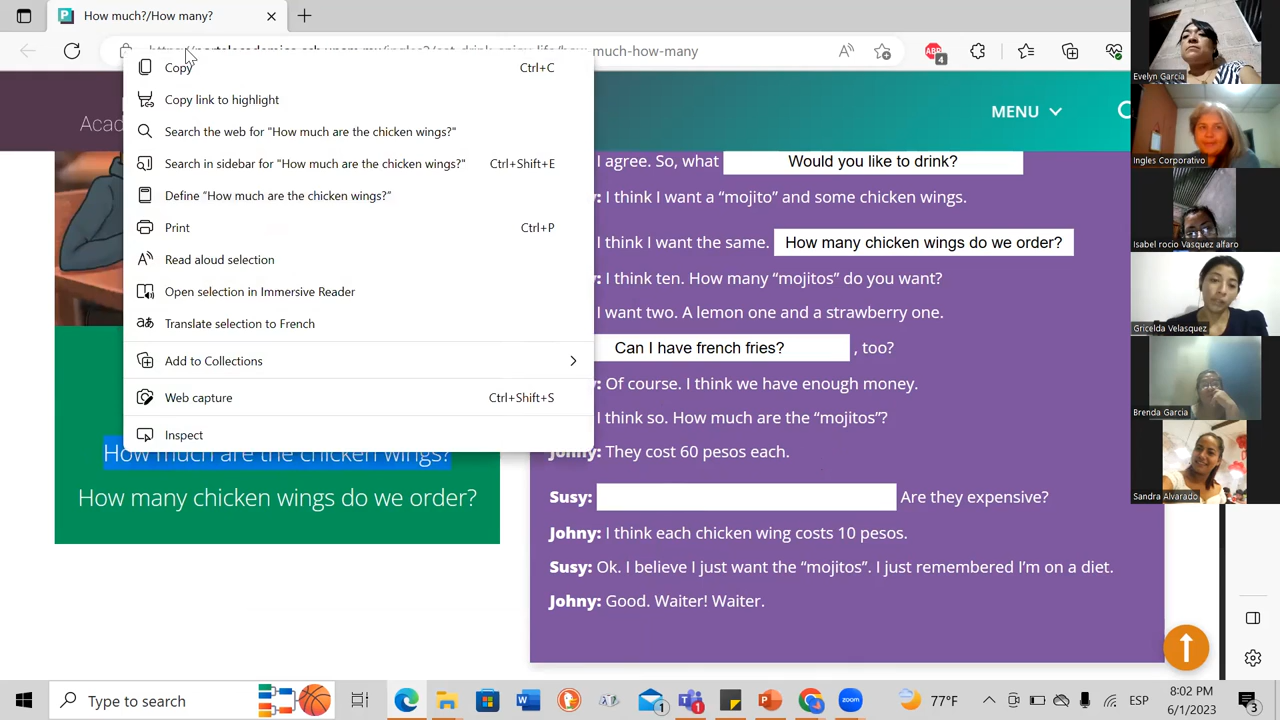 How much?/How many?
how-much-how-many
4
Copy Ctrl+C
Copy link to highlight
Search the web for "How much are the chicken wings?"
Search in sidebar for "How much are the chicken wings?" Ctrl+Shift+E
Define “How much are the chicken wings?”
Print Ctrl+P
Read aloud selection
Open selection in Immersive Reader
Translate selection to French
Add to Collections
Web capture Ctrl+Shift+S
Inspect
MENU
I agree. So, what Would you like to drink?
I think I want a “mojito” and some chicken wings.
I think I want the same. How many chicken wings do we order?
I think ten. How many “mojitos” do you want?
I want two. A lemon one and a strawberry one.
Can I have french fries? , too?
Of course. I think we have enough money.
I think so. How much are the “mojitos”?
Johny: They cost 60 pesos each.
Susy: Are they expensive?
Johny: I think each chicken wing costs 10 pesos.
Susy: Ok. I believe I just want the “mojitos”. I just remembered I’m on a diet.
Johny: Good. Waiter! Waiter.
How much are the chicken wings?
How many chicken wings do we order?
Evelyn Garcia
Ingles Corporativo
Isabel rocio Vasquez alfaro
Gricelda Velasquez
Brenda Garcia
Sandra Alvarado
Type to search
1
1
77°F
ESP
8:02 PM
6/1/2023
3